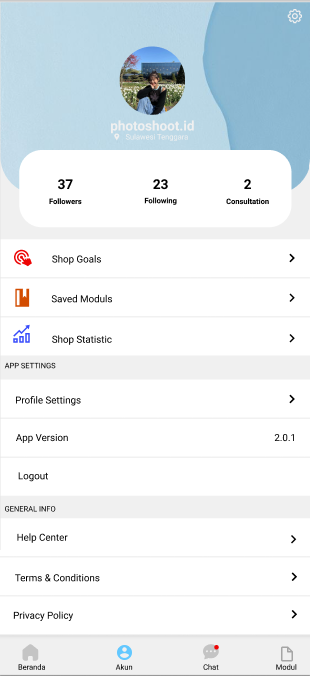 photoshoot.id
Sulawesi Tenggara
37
23
2
Followers
Following
Consultation
Shop Goals
Saved Moduls
Shop Statistic
APP SETTINGS
Profile Settings
App Version
2.0.1
Logout
GENERAL INFO
Help Center
Terms & Conditions
Privacy Policy
Beranda
Akun
Chat
Modul